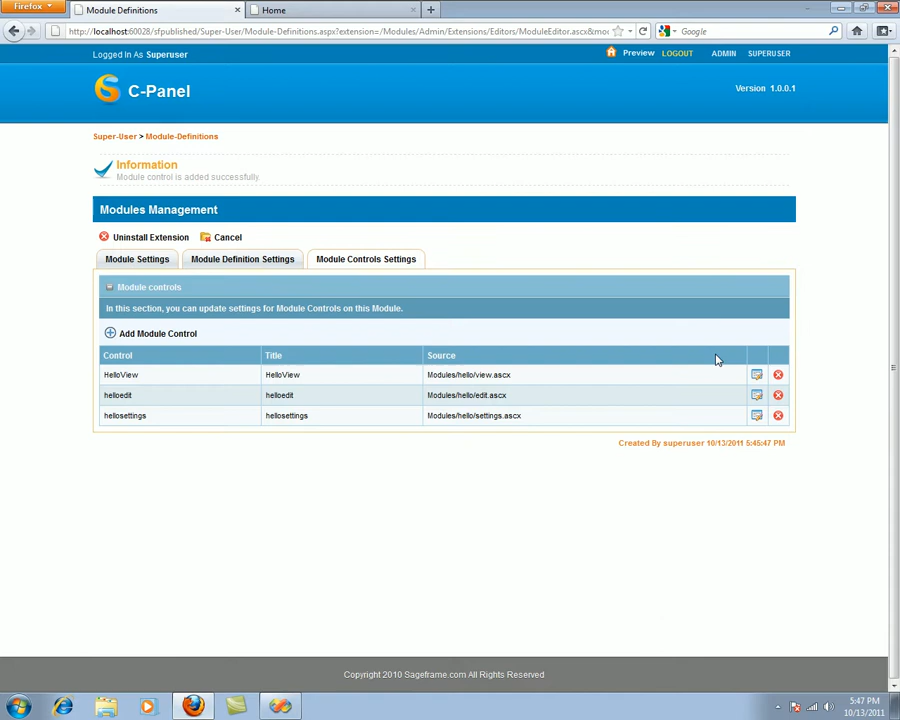 Firefox
Module Definitions
Home
http://localhost:60028/sfpublished/Super-User/Module-Definitions.aspx?extension=/Modules/Admin/Extensions/Editors/ModuleEditor.ascx&moc
Google
Logged In As Superuser
Preview LOGOUT ADMIN SUPERUSER
C-Panel
Version 1.0.0.1
Super-User > Module-Definitions
Information
Module control is added successfully.
Modules Management
Uninstall Extension Cancel
Module Settings Module Definition Settings Module Controls Settings
Module controls
In this section, you can update settings for Module Controls on this Module.
Add Module Control
Control Title Source
HelloView HelloView Modules/hello/view.ascx
helloedit helloedit Modules/hello/edit.ascx
hellosettings hellosettings Modules/hello/settings.ascx
Created By superuser 10/13/2011 5:45:47 PM
Copyright 2010 Sageframe.com All Rights Reserved
5:47 PM
10/13/2011